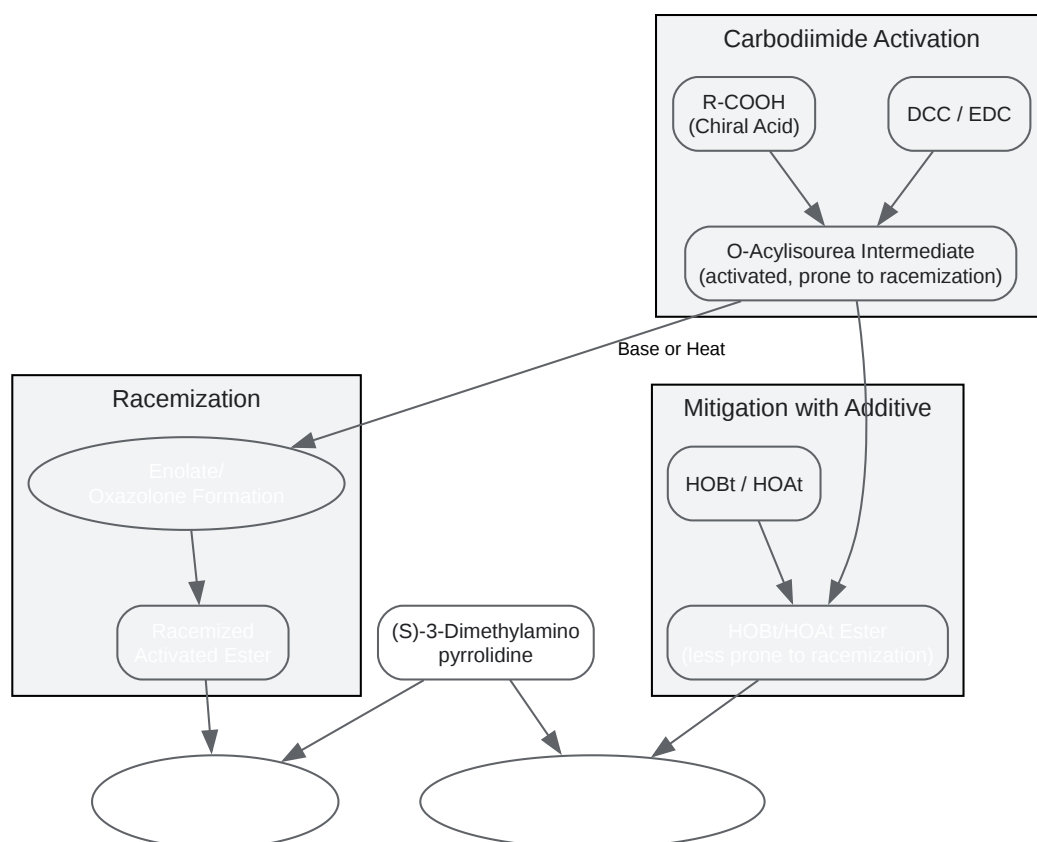 Carbodiimide Activation
R-COOH
(Chiral Acid)
DCC / EDC
O-Acylisourea Intermediate
(activated, prone to racemization)
Base or Heat
Racemization
Enolate/
Oxazolone Formation
Racemized
Activated Ester
Mitigation with Additive
HOBt / HOAt
HOBt/HOAt Ester
(less prone to racemization)
(S)-3-Dimethylamino
pyrrolidine